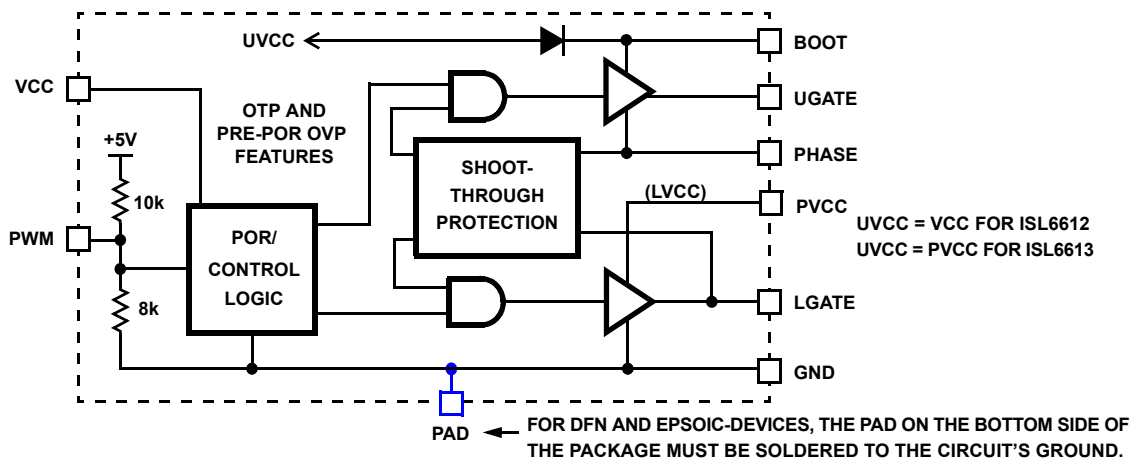 UVCC
BOOT
VCC
OTP AND
PRE-POR OVP
FEATURES
UGATE
+5V
SHOOT-
THROUGH
PROTECTION
PHASE
10k
(LVCC)
PVCC
UVCC = VCC FOR ISL6612
UVCC = PVCC FOR ISL6613
PWM
POR/
CONTROL
LOGIC
8k
LGATE
GND
PAD
FOR DFN AND EPSOIC-DEVICES, THE PAD ON THE BOTTOM SIDE OF
THE PACKAGE MUST BE SOLDERED TO THE CIRCUIT'S GROUND.